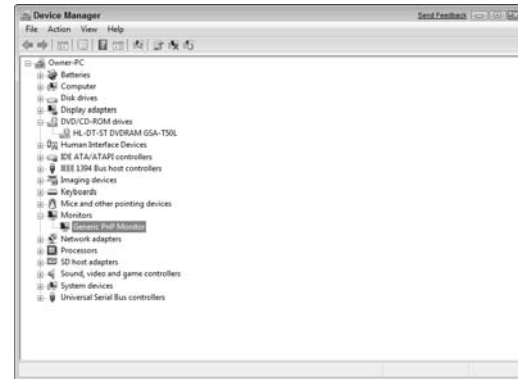 Device Manager
Send Feedback
File Action View Help
Owner-PC
Batteries
Computer
Disk drives
Display adapters
DVD/CD-ROM drives
HL-DT-ST DVDRAM GSA-T50L
Human Interface Devices
IDE ATA/ATAPI controllers
IEEE 1394 Bus host controllers
Imaging devices
Keyboards
Mice and other pointing devices
Monitors
Generic PnP Monitor
Network adapters
Processors
SD host adapters
Sound, video and game controllers
System devices
Universal Serial Bus controllers